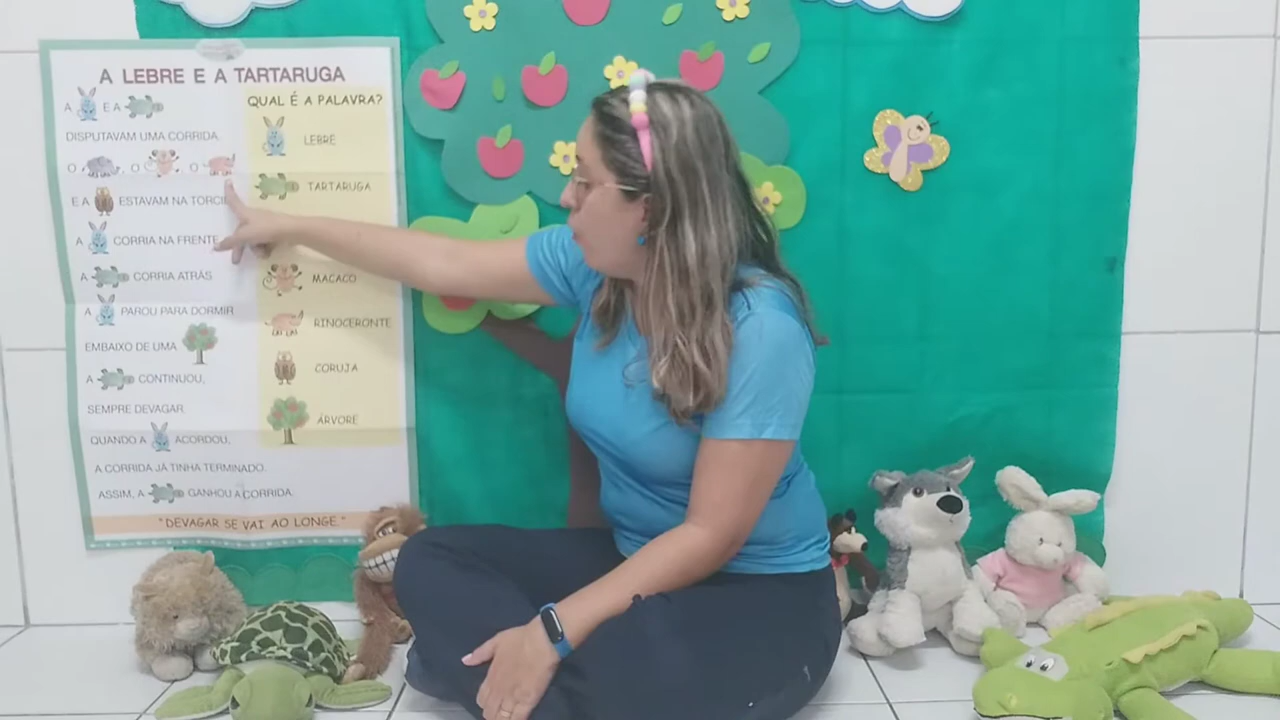 A LEBRE E A TARTARUGA
A E A
DISPUTAVAM UMA CORRIDA.
O , O , O
E A ESTAVAM NA TORCI
A CORRIA NA FRENTE
A CORRIA ATRÁS
A PAROU PARA DORMIR
EMBAIXO DE UMA
A CONTINUOU,
SEMPRE DEVAGAR.
QUANDO A ACORDOU,
A CORRIDA JÁ TINHA TERMINADO.
ASSIM, A GANHOU A CORRIDA.
QUAL É A PALAVRA?
LEBRE
TARTARUGA
MACACO
RINOCERONTE
CORUJA
ÁRVORE
"DEVAGAR SE VAI AO LONGE."